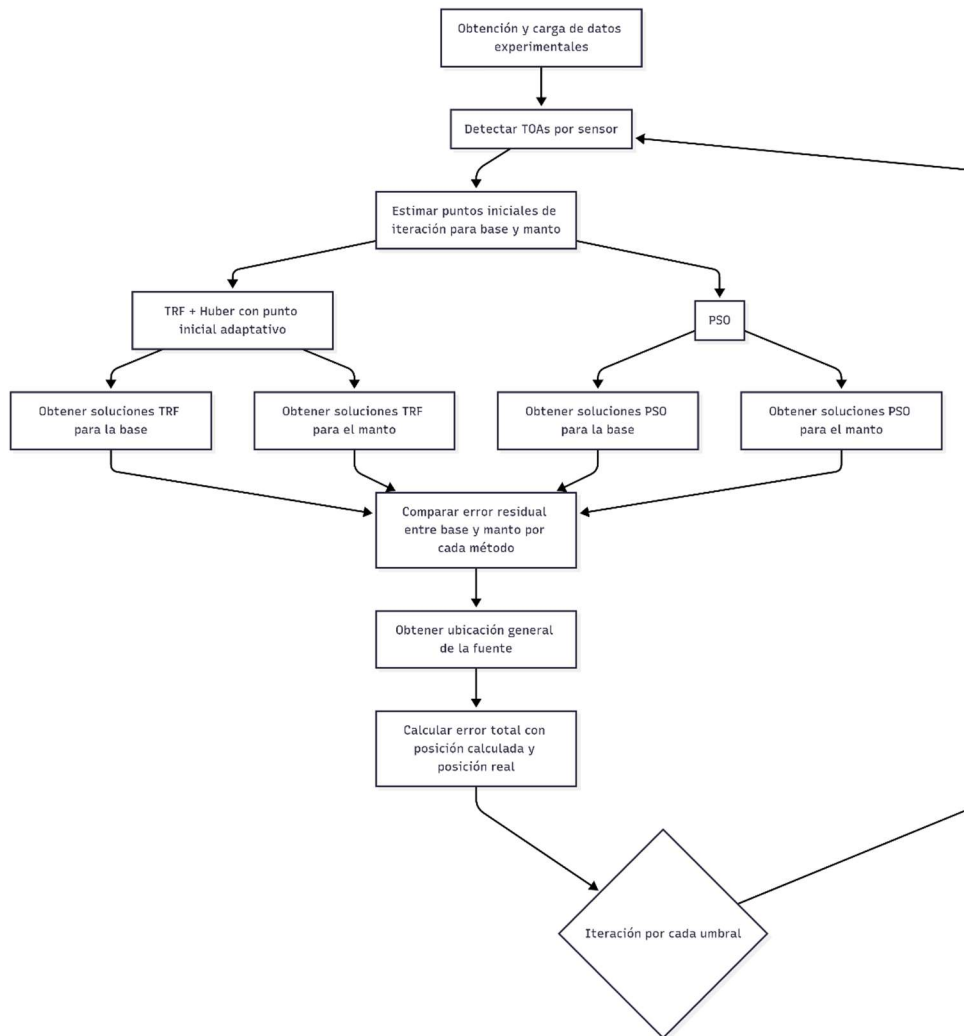 Obtención y carga de datos
experimentales
Detectar TOAs por sensor
Estimar puntos iniciales de
iteración para base y manto
TRF + Huber con punto
inicial adaptativo
PSO
Obtener soluciones TRF
para la base
Obtener soluciones TRF
para el manto
Obtener soluciones PSO
para la base
Obtener soluciones PSO
para el manto
Comparar error residual
entre base y manto por
cada método
Obtener ubicación general
de la fuente
Calcular error total con
posición calculada y
posición real
Iteración por cada umbral